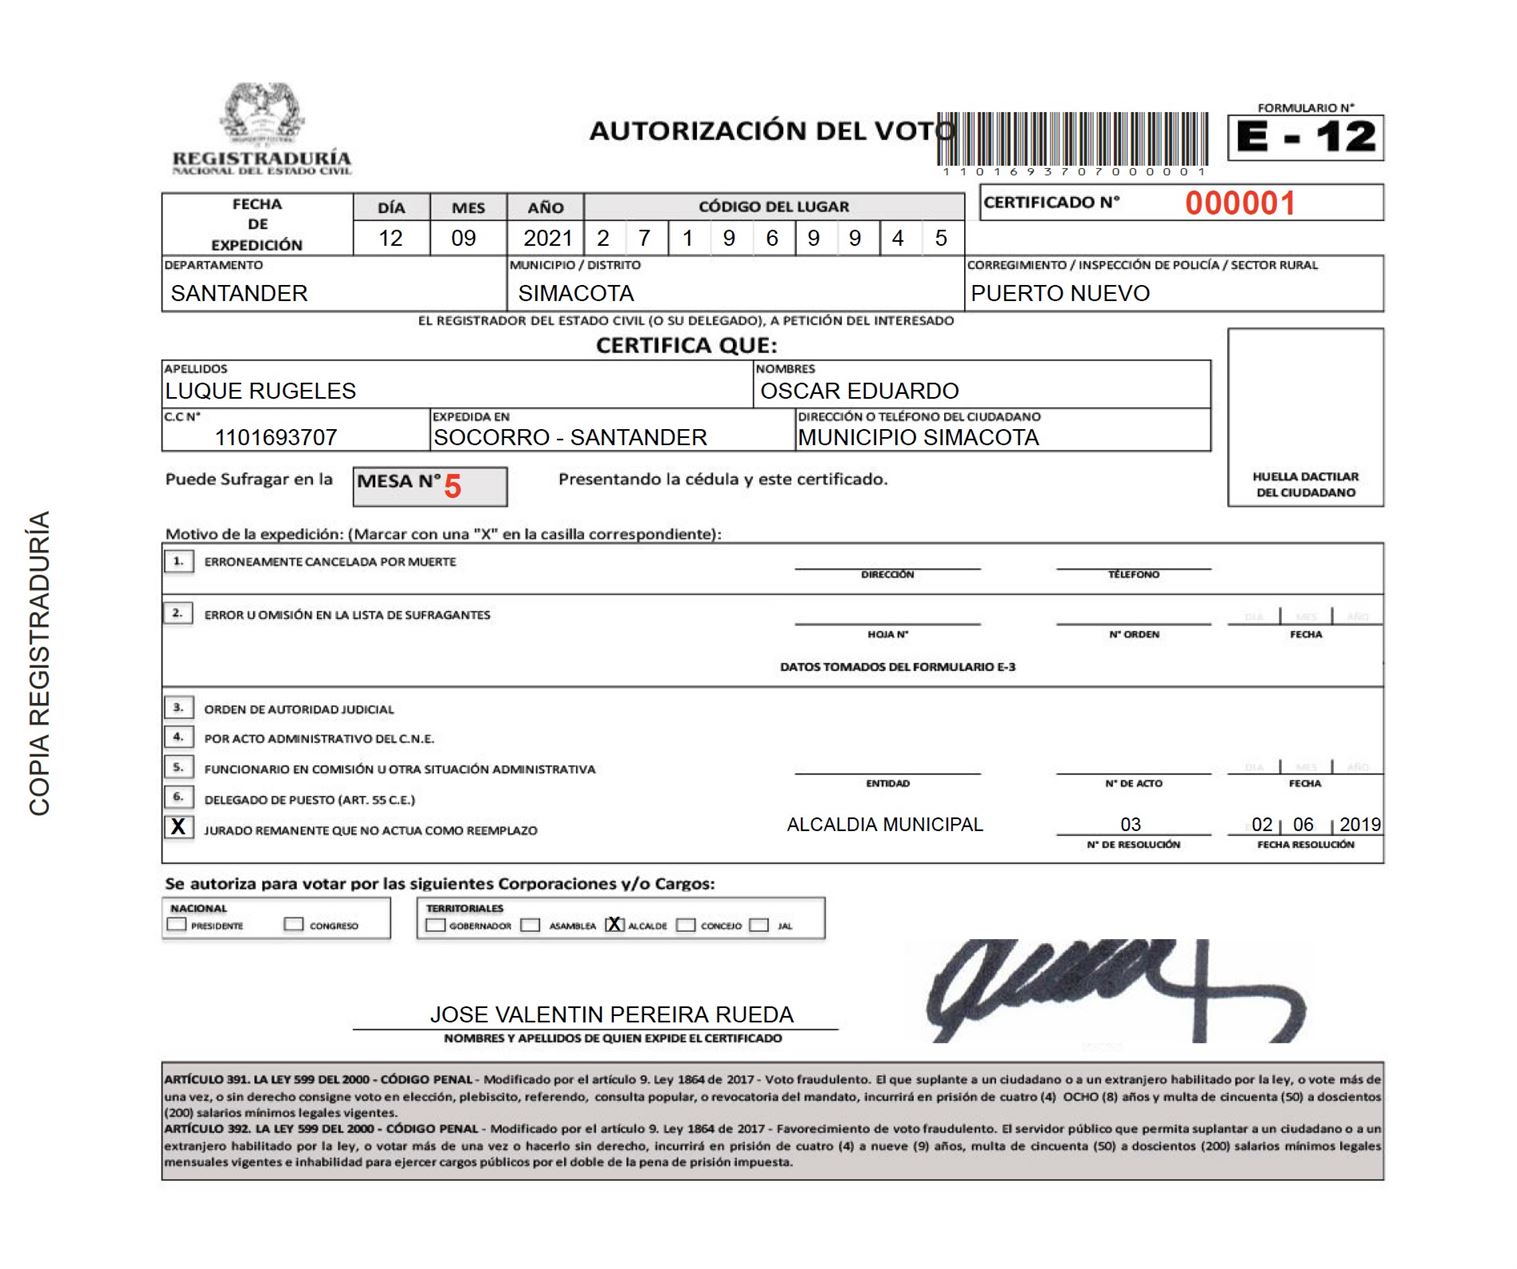 FORMULARIO N°
AUTORIZACIÓN DEL VOTO
E - 12
REGISTRADURÍA
NACIONAL DEL ESTADO CIVIL
110169370700000 1
CERTIFICADO N° 000001
FECHA DE EXPEDICIÓN
DÍA MES AÑO CÓDIGO DEL LUGAR
12 09 2021 2 7 1 9 6 9 9 4 5
DEPARTAMENTO MUNICIPIO / DISTRITO CORREGIMIENTO / INSPECCIÓN DE POLICÍA / SECTOR RURAL
SANTANDER SIMACOTA PUERTO NUEVO
EL REGISTRADOR DEL ESTADO CIVIL (O SU DELEGADO), A PETICIÓN DEL INTERESADO
CERTIFICA QUE:
APELLIDOS NOMBRES
LUQUE RUGELES OSCAR EDUARDO
C.C N° EXPEDIDA EN DIRECCIÓN O TELÉFONO DEL CIUDADANO
1101693707 SOCORRO - SANTANDER MUNICIPIO SIMACOTA
Puede Sufragar en la MESA N° 5 Presentando la cédula y este certificado.
HUELLA DACTILAR
DEL CIUDADANO
COPIA REGISTRADURÍA
Motivo de la expedición: (Marcar con una "X" en la casilla correspondiente):
1. ERRONEAMENTE CANCELADA POR MUERTE
DIRECCIÓN TÉLEFONO
2. ERROR U OMISIÓN EN LA LISTA DE SUFRAGANTES
DIA MES AÑO
HOJA N° N° ORDEN FECHA
DATOS TOMADOS DEL FORMULARIO E-3
3. ORDEN DE AUTORIDAD JUDICIAL
4. POR ACTO ADMINISTRATIVO DEL C.N.E.
5. FUNCIONARIO EN COMISIÓN U OTRA SITUACIÓN ADMINISTRATIVA
DIA MES AÑO
ENTIDAD N° DE ACTO FECHA
6. DELEGADO DE PUESTO (ART. 55 C.E.)
X JURADO REMANENTE QUE NO ACTUA COMO REEMPLAZO ALCALDIA MUNICIPAL 03 02 06 2019
N° DE RESOLUCIÓN FECHA RESOLUCIÓN
Se autoriza para votar por las siguientes Corporaciones y/o Cargos:
NACIONAL TERRITORIALES
PRESIDENTE CONGRESO GOBERNADOR ASAMBLEA X ALCALDE CONCEJO JAL
JOSE VALENTIN PEREIRA RUEDA
NOMBRES Y APELLIDOS DE QUIEN EXPIDE EL CERTIFICADO
ARTÍCULO 391. LA LEY 599 DEL 2000 - CÓDIGO PENAL - Modificado por el artículo 9. Ley 1864 de 2017 - Voto fraudulento. El que suplante a un ciudadano o a un extranjero habilitado por la ley, o vote más de
una vez, o sin derecho consigne voto en elección, plebiscito, referendo, consulta popular, o revocatoria del mandato, incurrirá en prisión de cuatro (4) OCHO (8) años y multa de cincuenta (50) a doscientos
(200) salarios mínimos legales vigentes.
ARTÍCULO 392. LA LEY 599 DEL 2000 - CÓDIGO PENAL - Modificado por el artículo 9. Ley 1864 de 2017 - Favorecimiento de voto fraudulento. El servidor público que permita suplantar a un ciudadano o a un
extranjero habilitado por la ley, o votar más de una vez o hacerlo sin derecho, incurrirá en prisión de cuatro (4) a nueve (9) años, multa de cincuenta (50) a doscientos (200) salarios mínimos legales
mensuales vigentes e inhabilidad para ejercer cargos públicos por el doble de la pena de prisión impuesta.